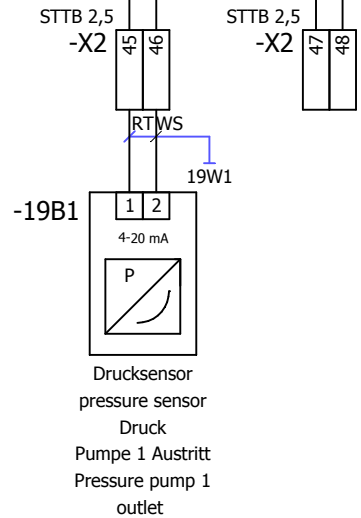 STTB 2,5
-X2
45
46
STTB 2,5
-X2
47
48
RT WS
19W1
-19B1
1 2
4-20 mA
P
Drucksensor
pressure sensor
Druck
Pumpe 1 Austritt
Pressure pump 1
outlet